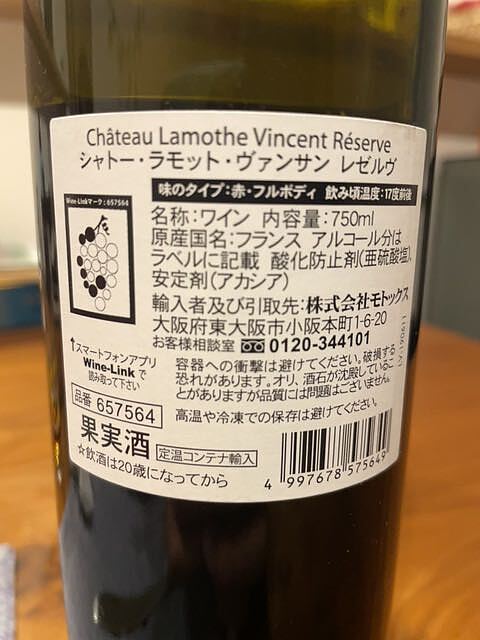 Château Lamothe Vincent Réserve
シャトー・ラモット・ヴァンサン レゼルヴ
味のタイプ:赤・フルボディ 飲み頃温度:17度前後
Wine-Linkマーク:657564
名称:ワイン 内容量:750ml
原産国名:フランス アルコール分は
ラベルに記載 酸化防止剤(亜硫酸塩)、
安定剤(アカシア)
輸入者及び引取先:株式会社モトックス
大阪府東大阪市小阪本町1-6-20
お客様相談室 0120-344101
↑スマートフォンアプリ
Wine-Link で
読み取って下さい
容器への衝撃は避けてください。破損する
恐れがあります。オリ、酒石が沈殿しているこ
とがありますが品質には問題はございません。
高温や冷凍での保存は避けてください。
品番 657564
果実酒 定温コンテナ輸入
☆飲酒は20歳になってから
4 997678 575649